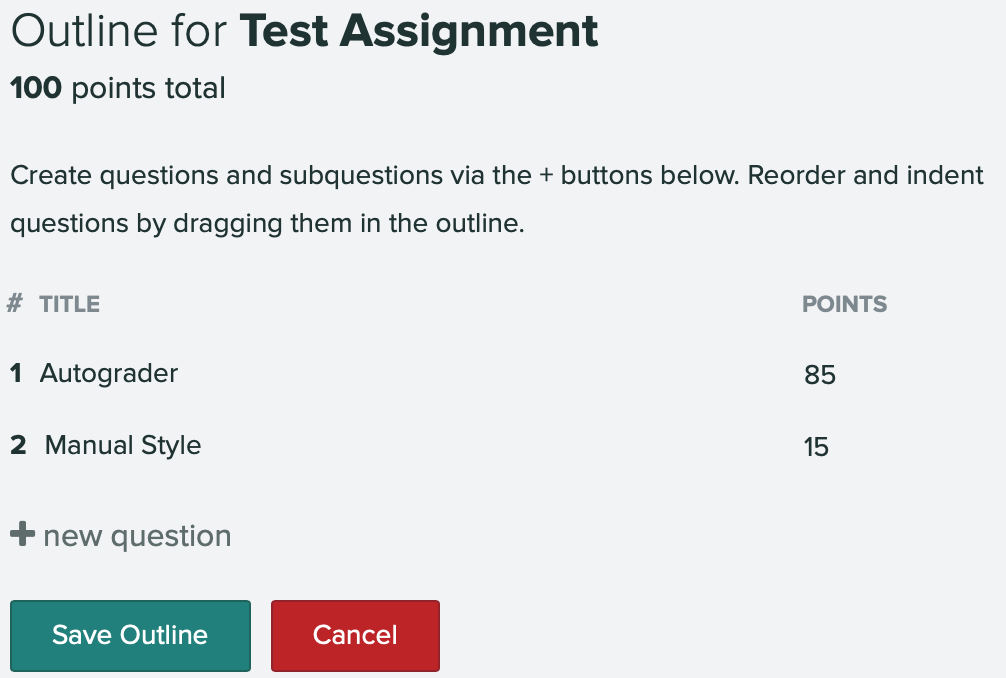 Outline for Test Assignment
100 points total
Create questions and subquestions via the + buttons below. Reorder and indent
questions by dragging them in the outline.
# TITLE POINTS
1 Autograder 85
2 Manual Style 15
+ new question
Save Outline Cancel